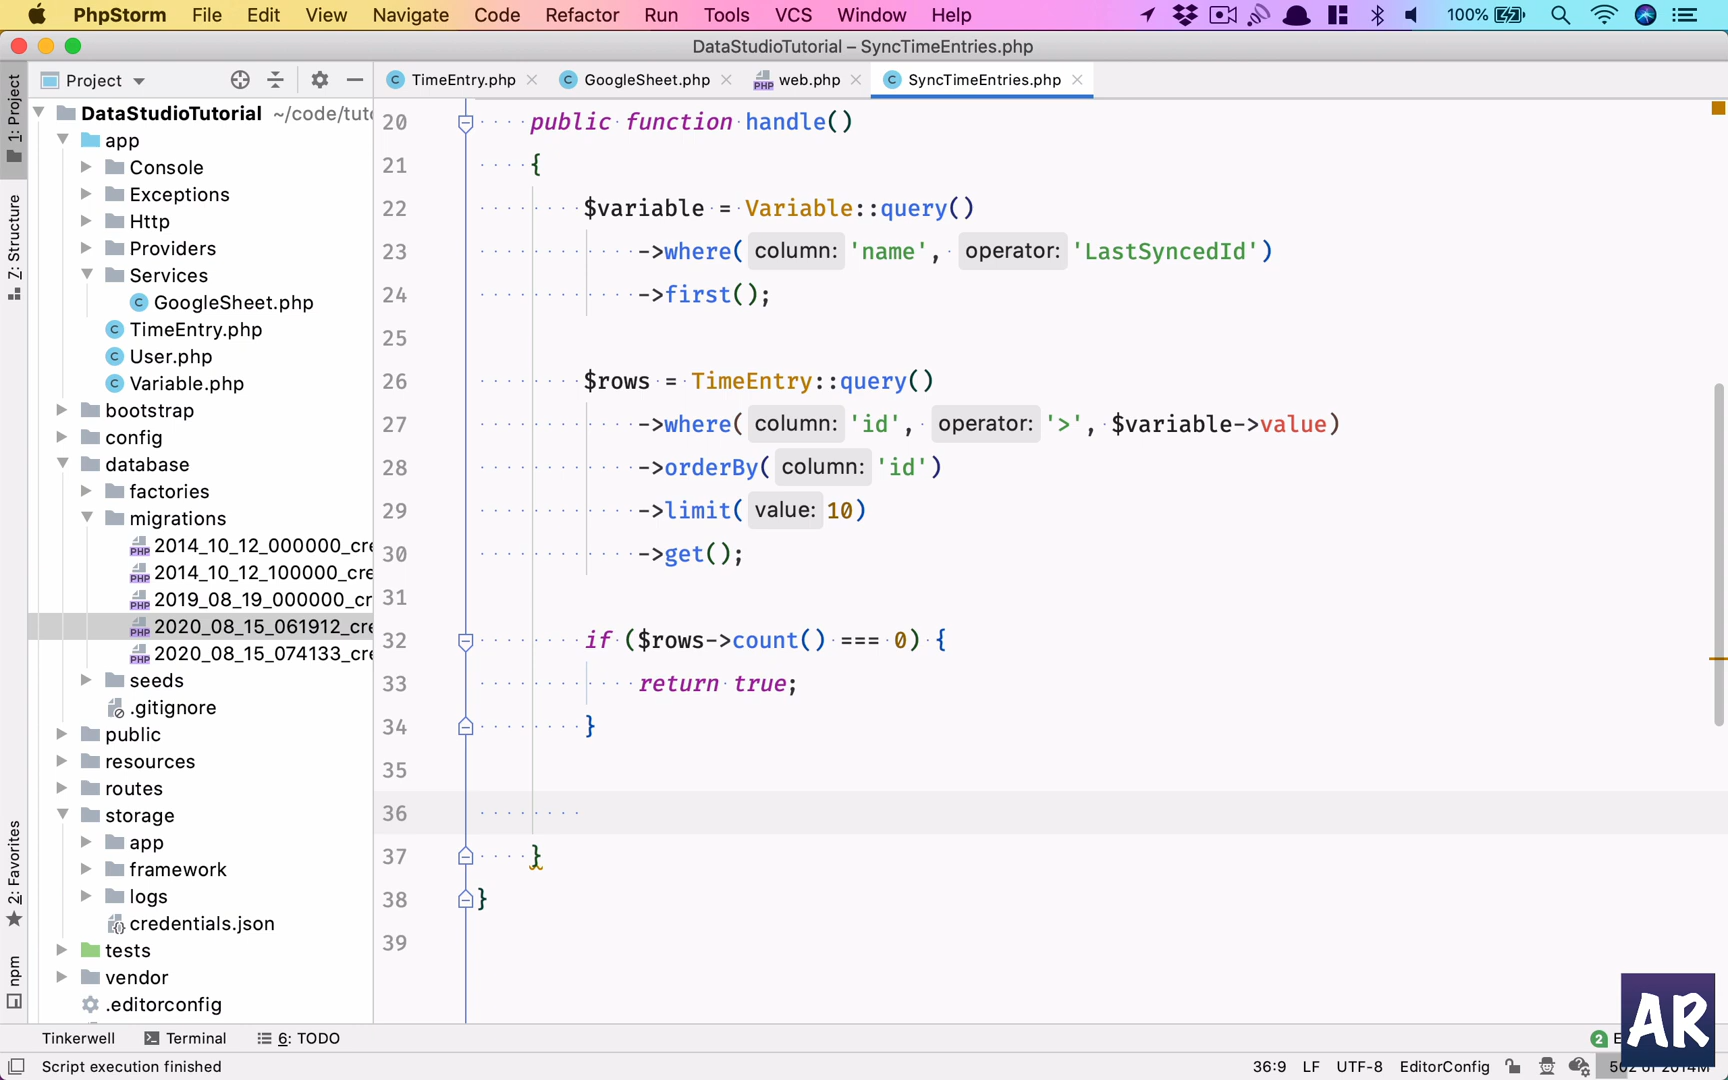 PhpStorm File Edit View Navigate Code Refactor Run Tools VCS Window Help 100%
DataStudioTutorial – SyncTimeEntries.php
1: Project
7: Structure
2: Favorites
npm
Project
TimeEntry.php GoogleSheet.php web.php SyncTimeEntries.php
DataStudioTutorial ~/code/tut
app
Console
Exceptions
Http
Providers
Services
GoogleSheet.php
TimeEntry.php
User.php
Variable.php
bootstrap
config
database
factories
migrations
PHP 2014_10_12_000000_cre
PHP 2014_10_12_100000_cre
PHP 2019_08_19_000000_cr
PHP 2020_08_15_061912_cre
PHP 2020_08_15_074133_cre
seeds
.gitignore
public
resources
routes
storage
app
framework
logs
credentials.json
tests
vendor
.editorconfig
20 public function handle()
21 {
22 $variable = Variable::query()
23 ->where( column: 'name', operator: 'LastSyncedId')
24 ->first();
25
26 $rows = TimeEntry::query()
27 ->where( column: 'id', operator: '>', $variable->value)
28 ->orderBy( column: 'id')
29 ->limit( value: 10)
30 ->get();
31
32 if ($rows->count() === 0) {
33 return true;
34 }
35
36
37 }
38 }
39
Tinkerwell Terminal 6: TODO 2 E
Script execution finished 36:9 LF UTF-8 EditorConfig
AR